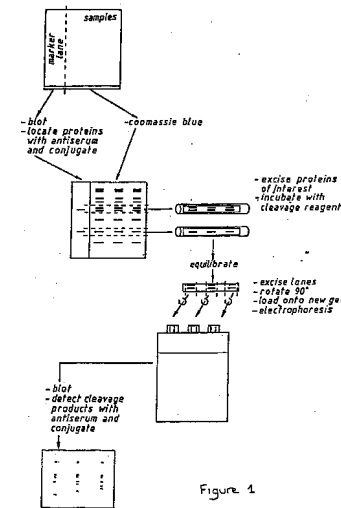 samples
marker
lane
-blot
-locate proteins
with antiserum
and conjugate
-coomassie blue
- excise proteins
of interest
- incubate with
cleavage reagent
equilibrate
- excise lanes
- rotate 90°
- load onto new ge
- electrophoresis
-blot
- detect cleavage
products with
antiserum and
conjugate
Figure 1